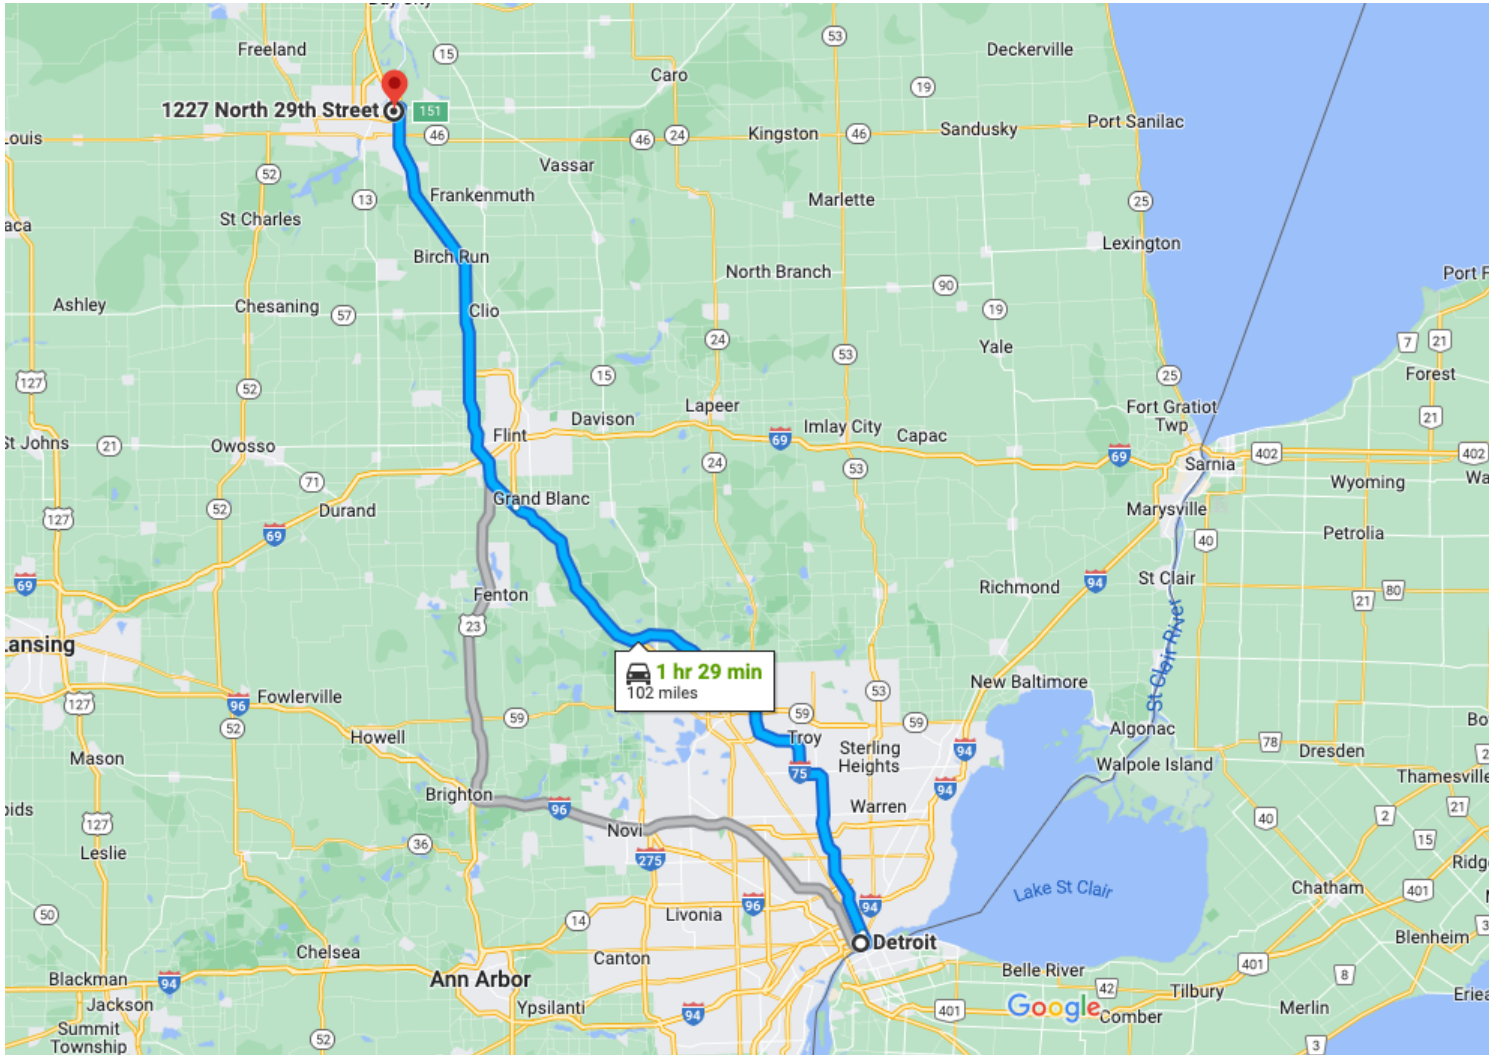 Freeland
15
53
Deckerville
Caro
19
1227 North 29th Street
151
46
46
24
Kingston
46
Sandusky
Port Sanilac
Vassar
52
13
Frankenmuth
Marlette
25
St Charles
Birch Run
Lexington
North Branch
Port F
90
Ashley
Chesaning
57
Clio
19
24
Yale
7
21
53
127
52
15
25
Forest
Lapeer
Fort Gratiot
Twp
21
Davison
Imlay City
Capac
St Johns
21
Owosso
Flint
69
69
402
402
24
53
Sarnia
71
Wyoming
Wa
Grand Blanc
Durand
52
Marysville
127
69
Petrolia
40
69
Richmond
94
St Clair
80
21
Fenton
23
St Clair River
ansing
1 hr 29 min
102 miles
New Baltimore
53
Fowlerville
127
96
52
59
59
59
Algonac
Bo
Howell
Troy
Sterling
Heights
94
78
Dresden
Mason
75
Walpole Island
Thamesville
94
Brighton
96
Warren
21
oids
127
Novi
40
2
15
36
275
Leslie
Ridg
Chatham
401
Lake St Clair
50
96
94
14
Livonia
Detroit
Blenheim
Chelsea
Canton
401
Belle River
8
Blackman
94
Ann Arbor
42
Tilbury
Erie
Jackson
Ypsilanti
94
401
Google
Comber
Merlin
Summit
Township
52
3